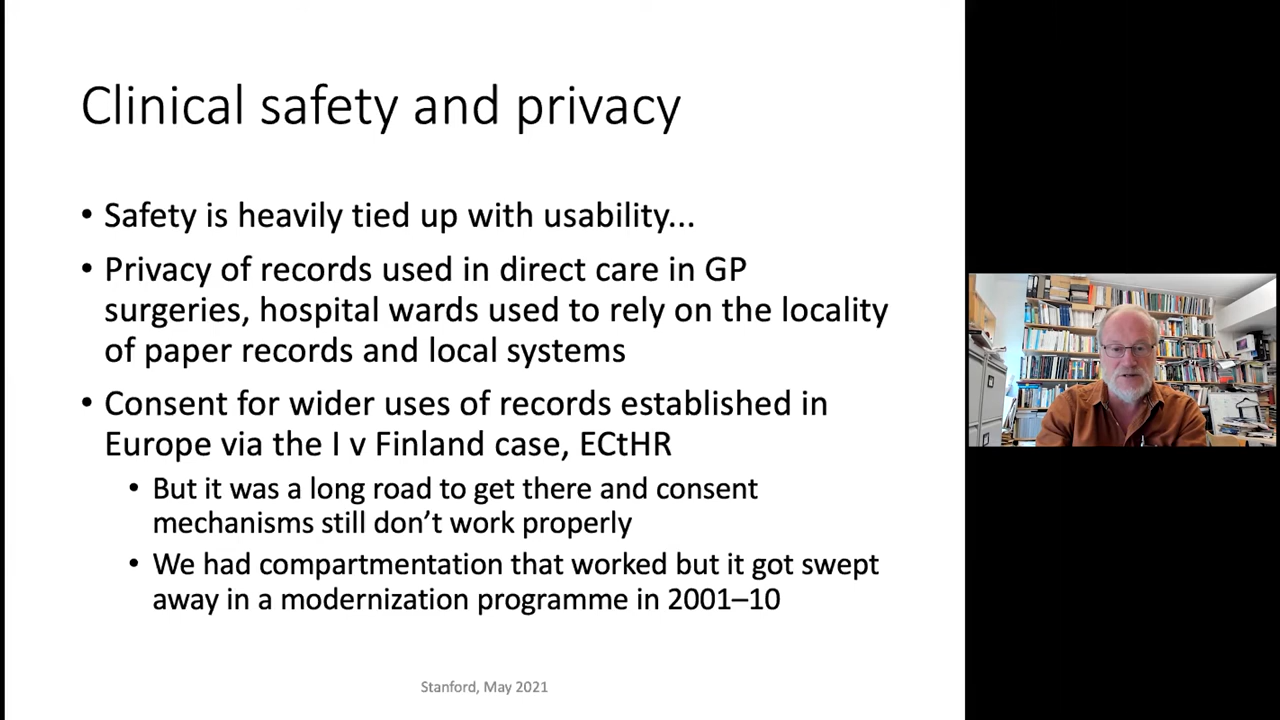 Clinical safety and privacy
• Safety is heavily tied up with usability...
• Privacy of records used in direct care in GP
surgeries, hospital wards used to rely on the locality
of paper records and local systems
• Consent for wider uses of records established in
Europe via the I v Finland case, ECtHR
• But it was a long road to get there and consent
mechanisms still don’t work properly
• We had compartmentation that worked but it got swept
away in a modernization programme in 2001–10
Stanford, May 2021